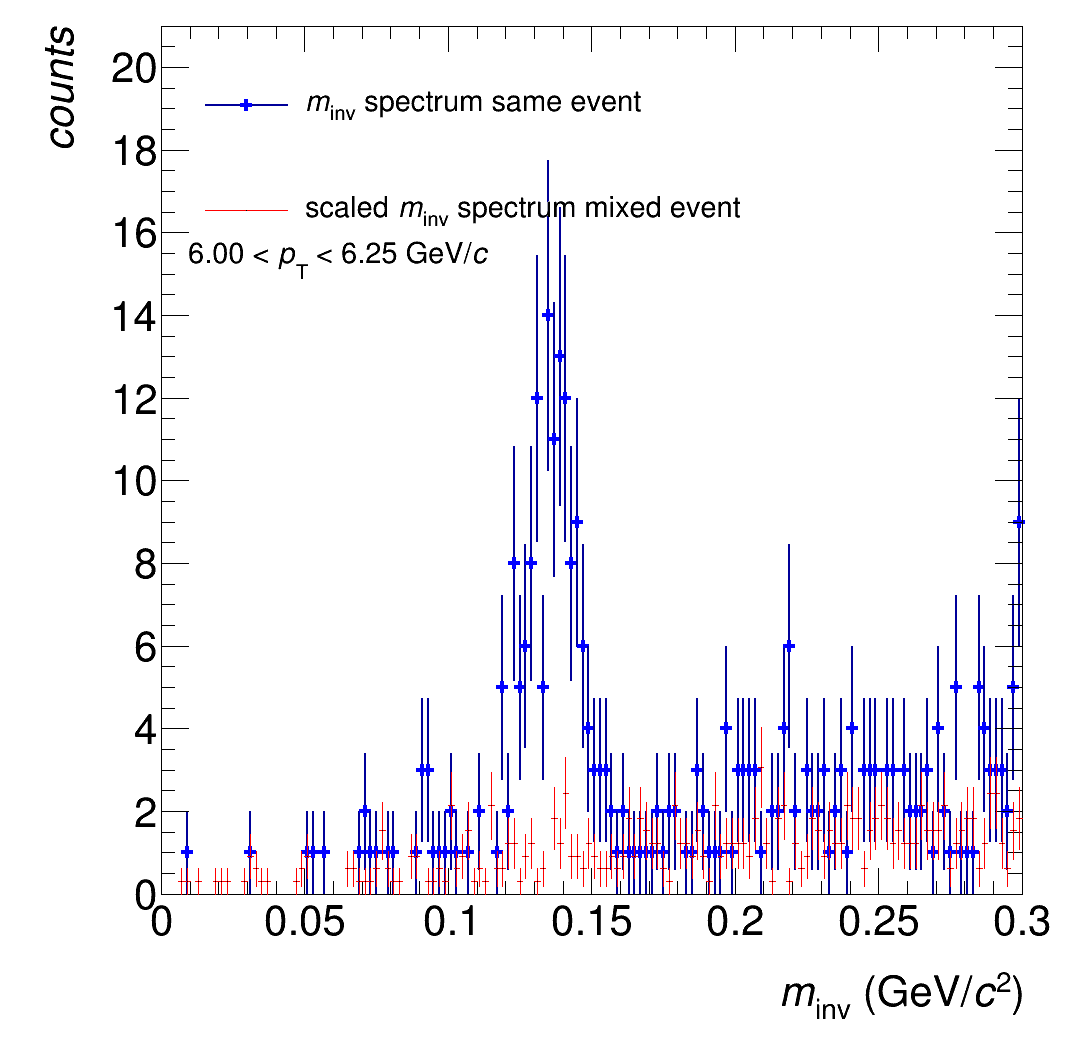 counts
20
18
16
14
12
10
8
6
4
2
0
m_inv spectrum same event
scaled m_inv spectrum mixed event
6.00 < p_T < 6.25 GeV/c
0 0.05 0.1 0.15 0.2 0.25 0.3
m_inv (GeV/c²)